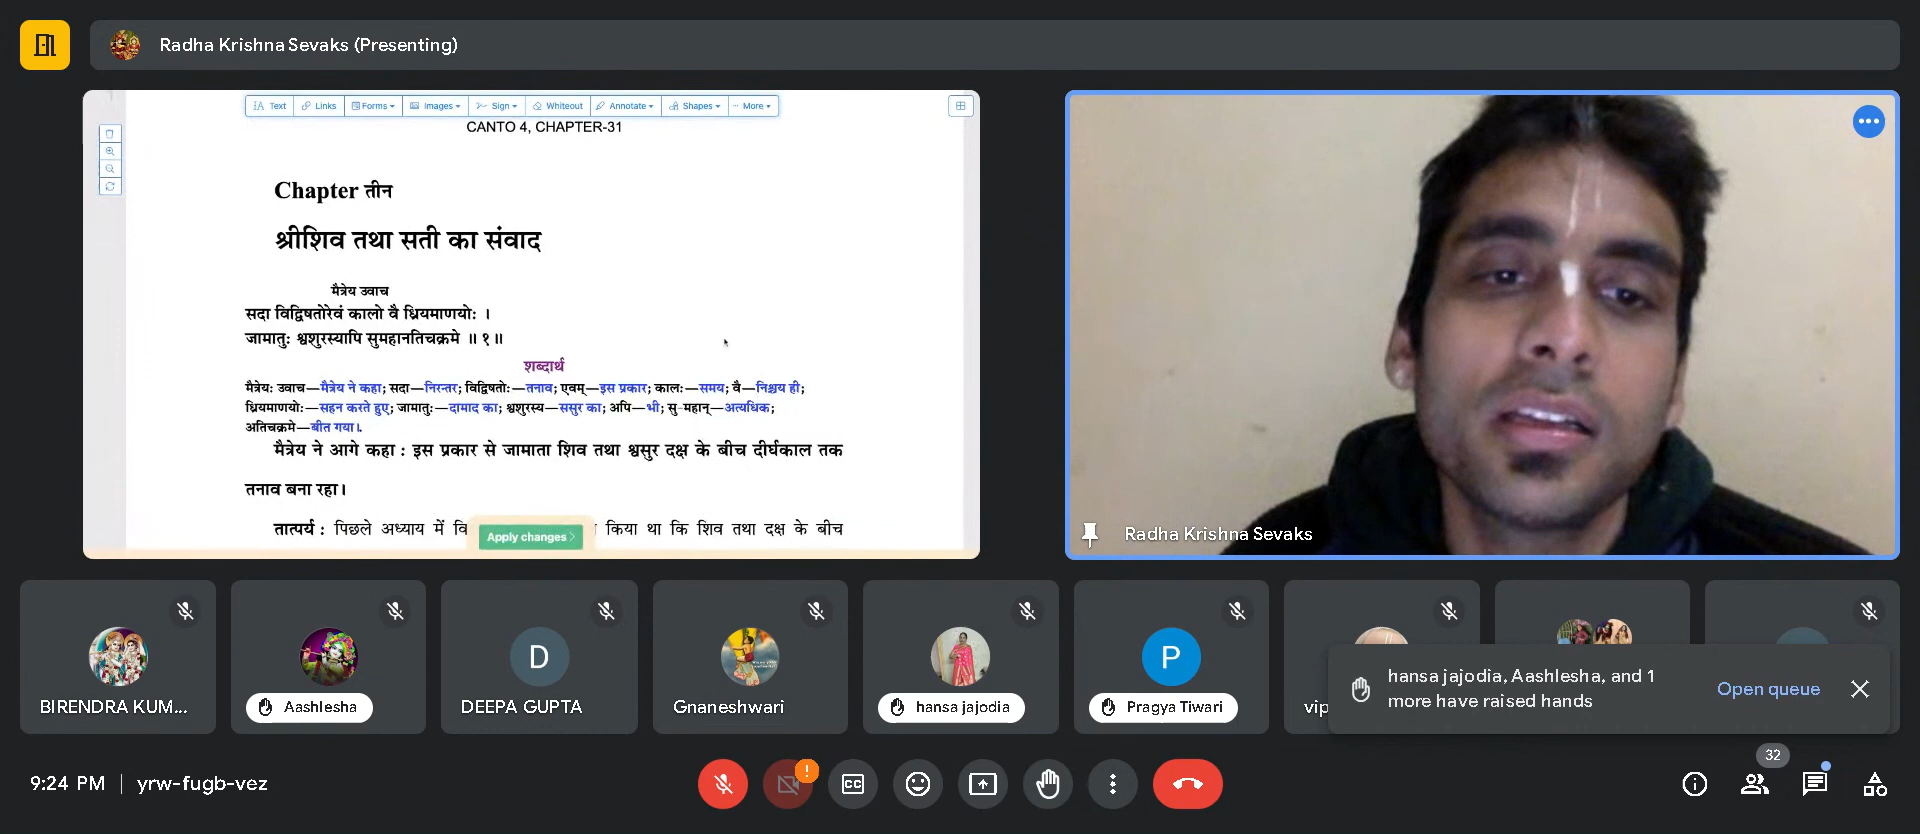 Radha Krishna Sevaks (Presenting)
Text Links Forms Images Sign Whiteout Annotate Shapes More
CANTO 4, CHAPTER-31
Chapter तीन
श्रीशिव तथा सती का संवाद
मैत्रेय उवाच
सदा विद्विषतोरेवं कालो वै ध्रियमाणयोः ।
जामातुः श्वशुरस्यापि सुमहानतिचक्रमे ॥ १ ॥
शब्दार्थ
मैत्रेयः उवाच—मैत्रेय ने कहा; सदा—निरन्तर; विद्विषतोः—तनाव; एवम्—इस प्रकार; कालः—समय; वै—निश्चय ही;
ध्रियमाणयोः—सहन करते हुए; जामातुः—दामाद का; श्वशुरस्य—ससुर का; अपि—भी; सु-महान्—अत्यधिक;
अतिचक्रमे—बीत गया।.
मैत्रेय ने आगे कहा : इस प्रकार से जामाता शिव तथा श्वसुर दक्ष के बीच दीर्घकाल तक
तनाव बना रहा।
तात्पर्य : पिछले अध्याय में वि किया था कि शिव तथा दक्ष के बीच
Apply changes
Radha Krishna Sevaks
BIRENDRA KUM...
Aashlesha
D
DEEPA GUPTA
Gnaneshwari
hansa jajodia
P
Pragya Tiwari
vip
hansa jajodia, Aashlesha, and 1
more have raised hands
Open queue
9:24 PM | yrw-fugb-vez
!
CC
32